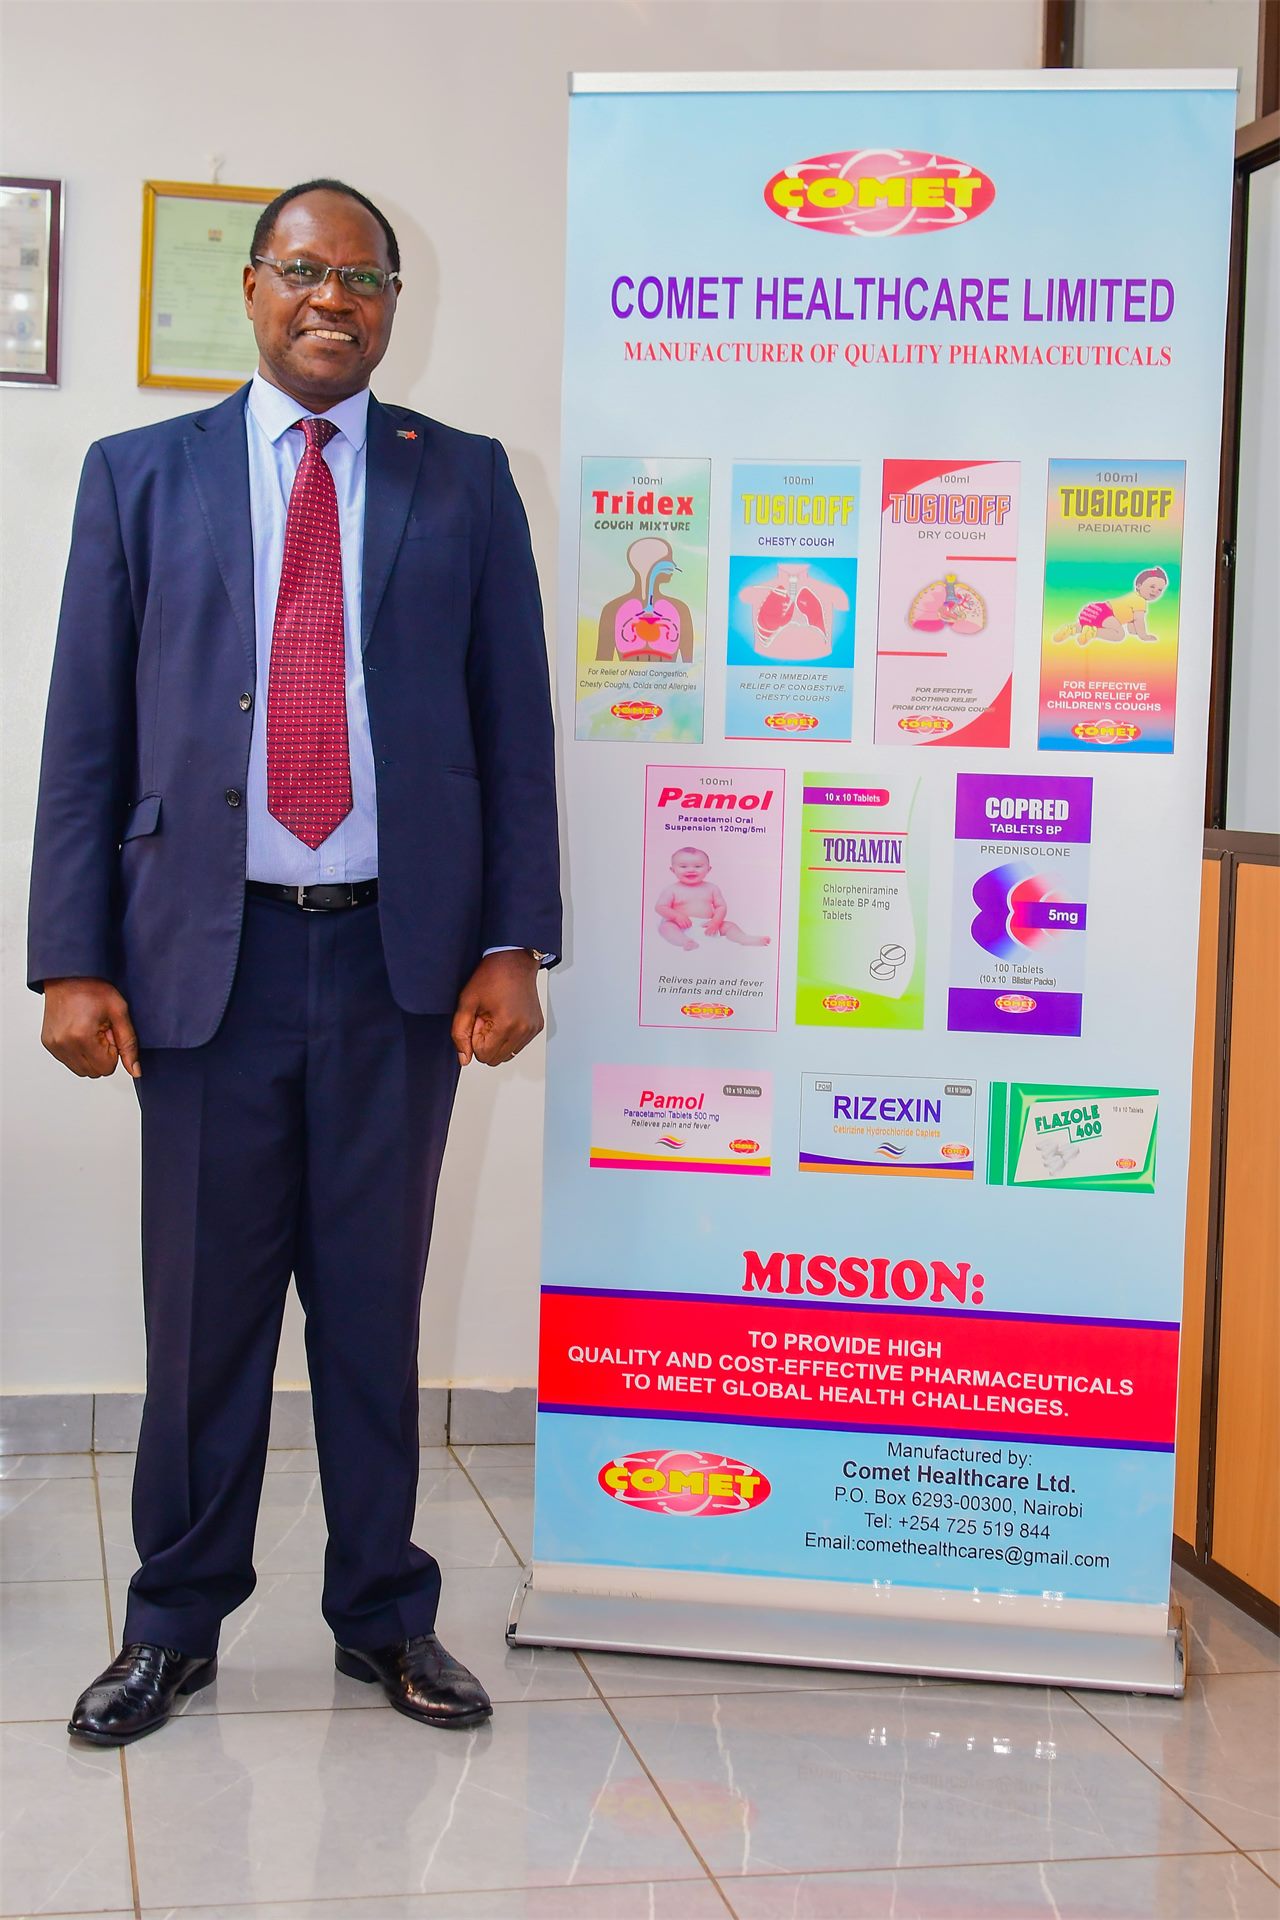 COMET
COMET HEALTHCARE LIMITED
MANUFACTURER OF QUALITY PHARMACEUTICALS
100ml
Tridex
COUGH MIXTURE
For Relief of Nasal Congestion,
Chesty Coughs, Colds and Allergies
COMET
100ml
TUSICOFF
CHESTY COUGH
FOR IMMEDIATE
RELIEF OF CONGESTIVE,
CHESTY COUGHS
COMET
100ml
TUSICOFF
DRY COUGH
FOR EFFECTIVE
SOOTHING RELIEF
FROM DRY HACKING COUGH
COMET
100ml
TUSICOFF
PAEDIATRIC
FOR EFFECTIVE
RAPID RELIEF OF
CHILDREN'S COUGHS
COMET
100ml
Pamol
Paracetamol Oral
Suspension 120mg/5ml
Relives pain and fever
in infants and children
COMET
10 x 10 Tablets
TORAMIN
Chlorpheniramine
Maleate BP 4mg
Tablets
COMET
COPRED
TABLETS BP
PREDNISOLONE
5mg
100 Tablets
(10 x 10 Blister Packs)
COMET
10 x 10 Tablets
Pamol
Paracetamol Tablets 500 mg
Relieves pain and fever
COMET
POM
10 X 10 Tablets
RIZEXIN
Cetirizine Hydrochloride Caplets
COMET
FLAZOLE
400
10 x 10 Tablets
COMET
MISSION:
TO PROVIDE HIGH
QUALITY AND COST-EFFECTIVE PHARMACEUTICALS
TO MEET GLOBAL HEALTH CHALLENGES.
COMET
Manufactured by:
Comet Healthcare Ltd.
P.O. Box 6293-00300, Nairobi
Tel: +254 725 519 844
Email:comethealthcares@gmail.com